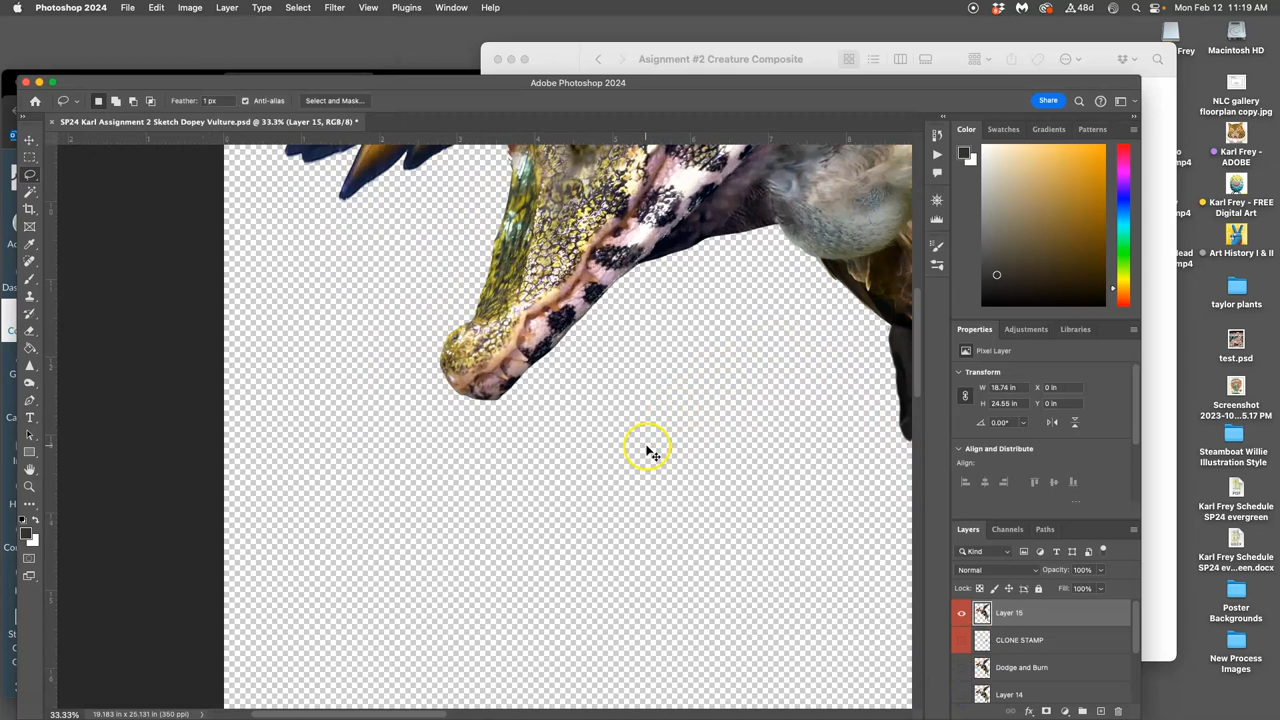 Photoshop 2024 File Edit Image Layer Type Select Filter View Plugins Window Help 48d Mon Feb 12 11:19 AM
Asignment #2 Creature Composite
Adobe Photoshop 2024
Feather: 1 px Anti-alias Select and Mask... Share
SP24 Karl Assignment 2 Sketch Dopey Vulture.psd @ 33.3% (Layer 15, RGB/8) *
Color Swatches Gradients Patterns
Properties Adjustments Libraries
Pixel Layer
Transform
W 18.74 in X 0 in
H 24.55 in Y 0 in
0.00°
Align and Distribute
Align:
...
Layers Channels Paths
Kind
Normal Opacity: 100%
Lock: Fill: 100%
Layer 15
CLONE STAMP
Dodge and Burn
Layer 14
33.33% 19.183 in x 25.131 in (350 ppi)
Frey Macintosh HD
NLC gallery
floorplan copy.jpg
Karl Frey -
ADOBE
Karl Frey - FREE
Digital Art
Art History I & II
taylor plants
test.psd
Screenshot
2023-10...5.17 PM
Steamboat Willie
Illustration Style
Karl Frey Schedule
SP24 evergreen
Karl Frey Schedule
SP24 ev...een.docx
Poster
Backgrounds
New Process
Images